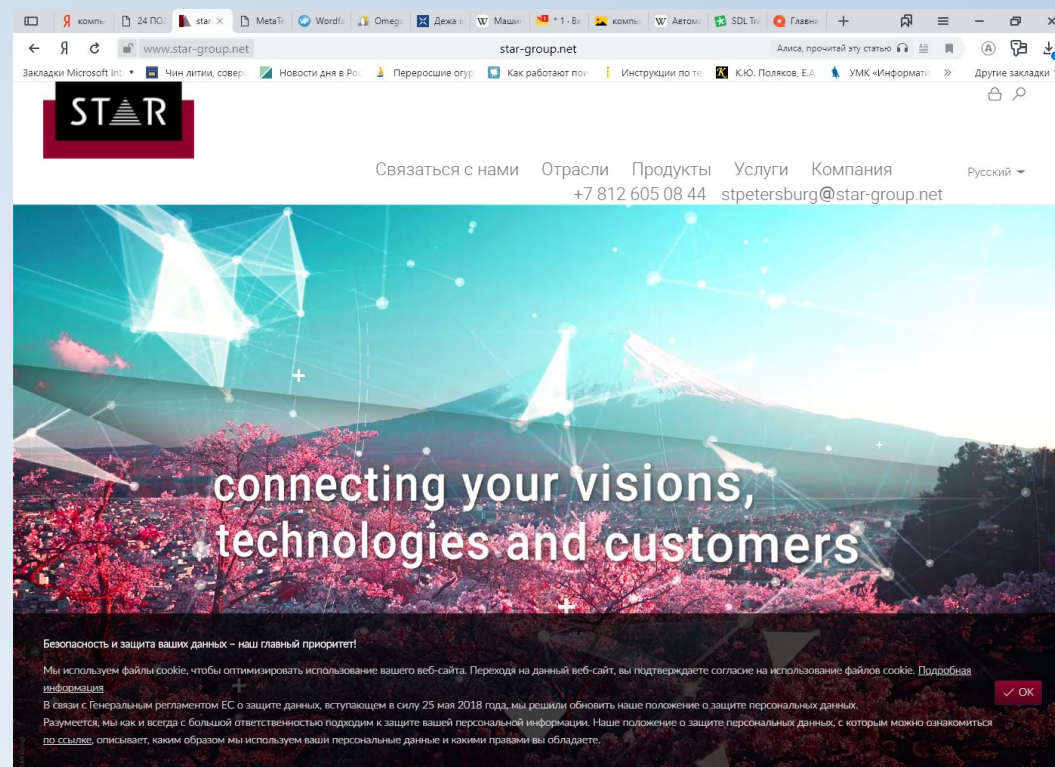 компь 24 ПО star MetaTe Wordfa Omega Дежа Маши * 1 · Вх компь Автом SDL Tra Главна
www.star-group.net star-group.net Алиса, прочитай эту статью
Закладки Microsoft Int Чин литии, соверш Новости дня в Рос Переросшие огур Как работают пои Инструкции по те К.Ю. Поляков, Е.А. УМК «Информати » Другие закладки
STAR
Связаться с нами Отрасли Продукты Услуги Компания Русский
+7 812 605 08 44 stpetersburg@star-group.net
connecting your visions,
technologies and customers
Безопасность и защита ваших данных – наш главный приоритет!
Мы используем файлы cookie, чтобы оптимизировать использование вашего веб-сайта. Переходя на данный веб-сайт, вы подтверждаете согласие на использование файлов cookie. Подробная
информация
OK
В связи с Генеральным регламентом ЕС о защите данных, вступающем в силу 25 мая 2018 года, мы решили обновить наше положение о защите персональных данных.
Разумеется, мы как и всегда с большой ответственностью подходим к защите вашей персональной информации. Наше положение о защите персональных данных, с которым можно ознакомиться
по ссылке, описывает, каким образом мы используем ваши персональные данные и какими правами вы обладаете.